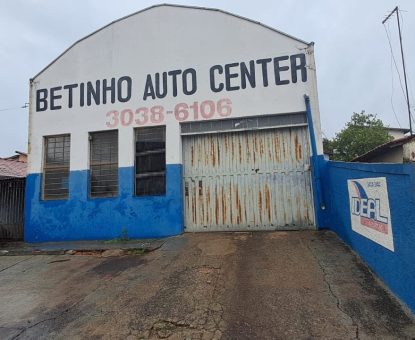 BETINHO AUTO CENTER
3038-6106
IDEAL